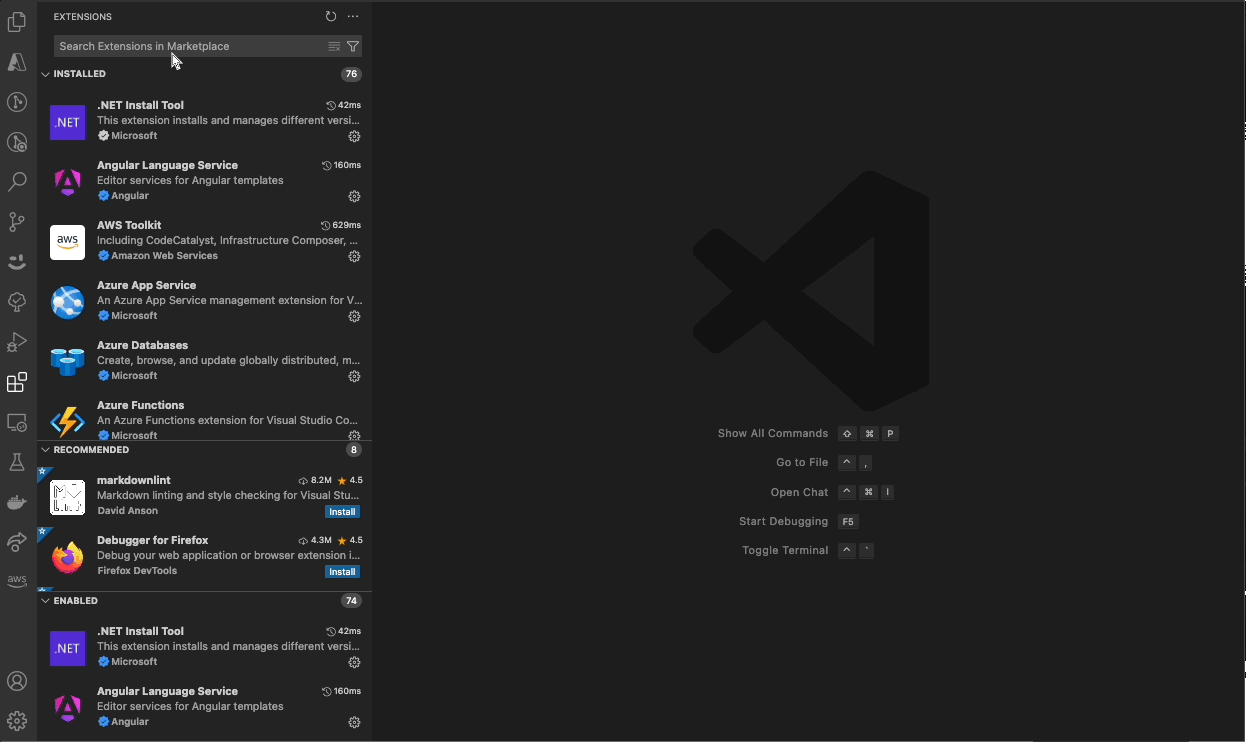 EXTENSIONS
Search Extensions in Marketplace
INSTALLED 76
.NET Install Tool 42ms
.NET
This extension installs and manages different versi...
Microsoft
Angular Language Service 160ms
Editor services for Angular templates
Angular
AWS Toolkit 629ms
aws
Including CodeCatalyst, Infrastructure Composer, ...
Amazon Web Services
Azure App Service
An Azure App Service management extension for V...
Microsoft
Azure Databases
Create, browse, and update globally distributed, m...
Microsoft
Azure Functions
An Azure Functions extension for Visual Studio Co...
Microsoft
RECOMMENDED 8
markdownlint 8.2M ★ 4.5
Markdown linting and style checking for Visual Stu...
David Anson Install
Debugger for Firefox 4.3M ★ 4.5
Debug your web application or browser extension i...
Firefox DevTools Install
ENABLED 74
.NET Install Tool 42ms
.NET
This extension installs and manages different versi...
Microsoft
Angular Language Service 160ms
Editor services for Angular templates
Angular
aws
Show All Commands ⇧ ⌘ P
Go to File ^ ,
Open Chat ^ ⌘ I
Start Debugging F5
Toggle Terminal ^ `